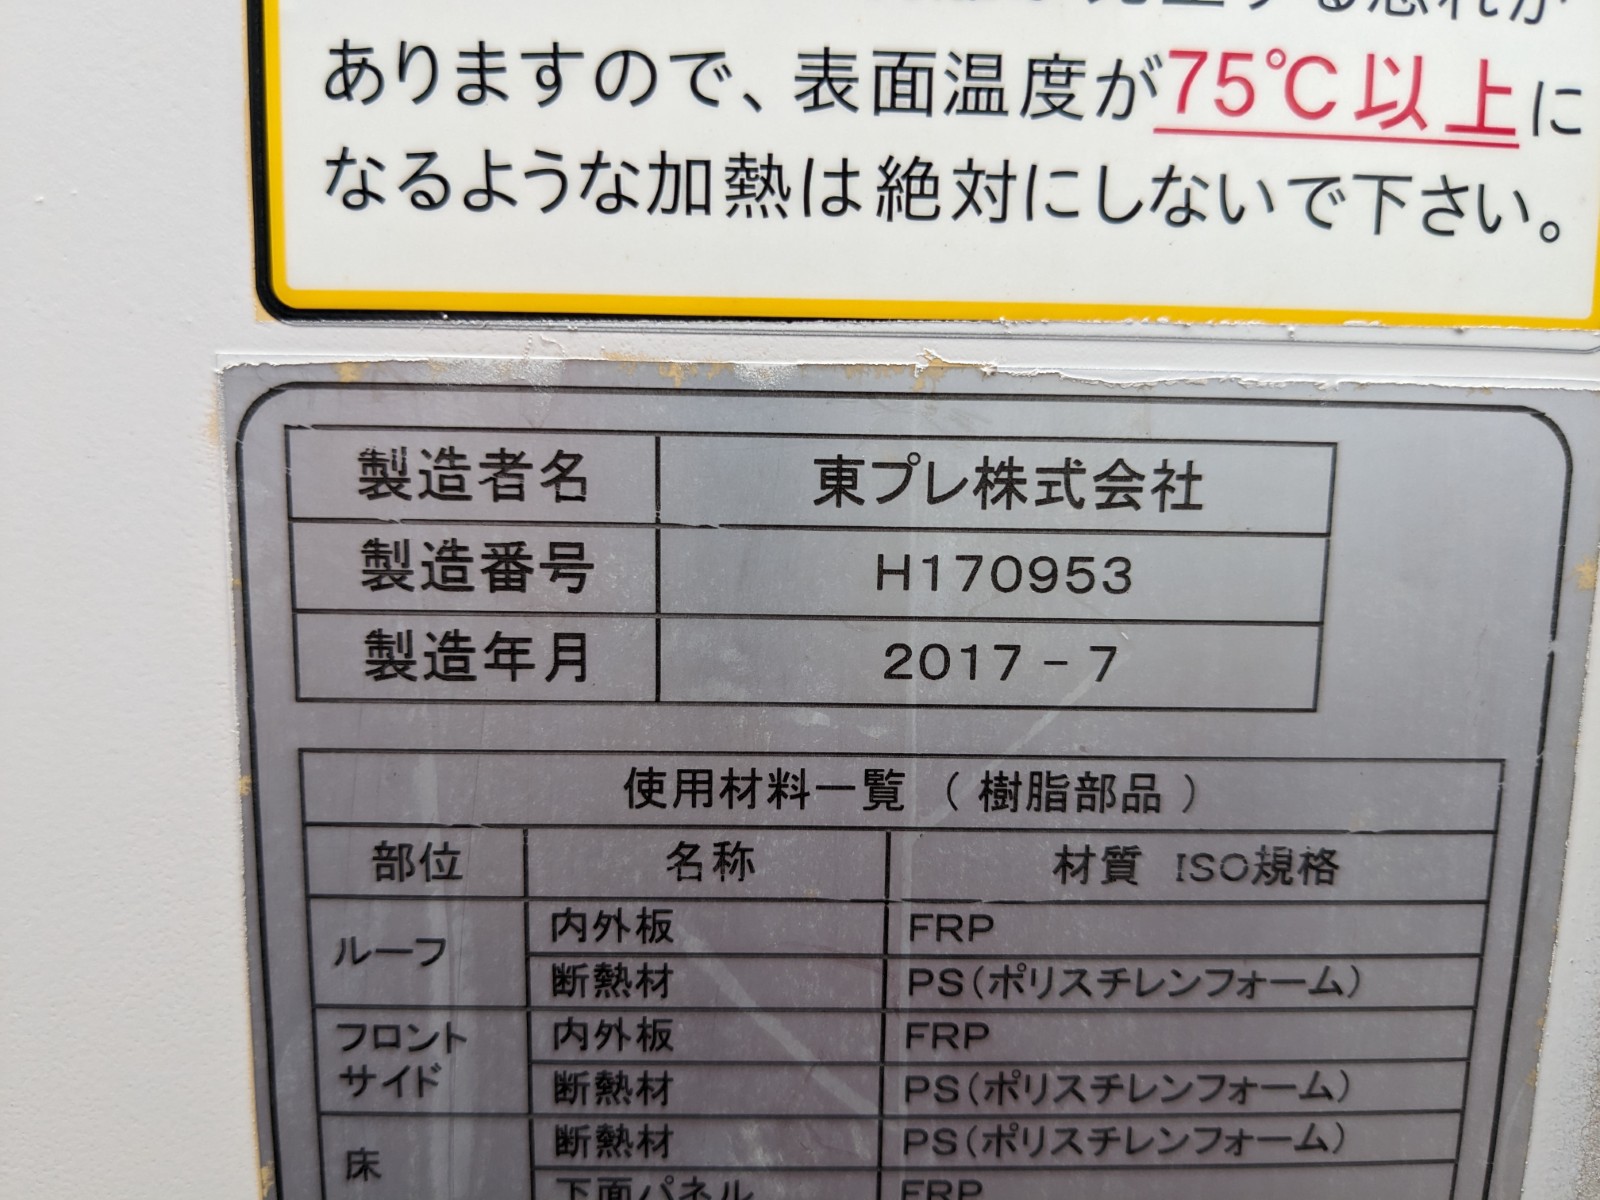 ありますので、表面温度が75℃以上に
なるような加熱は絶対にしないで下さい。
製造者名 東プレ株式会社
製造番号 H170953
製造年月 2017-7
使用材料一覧 (樹脂部品)
部位 名称 材質 ISO規格
ルーフ 内外板 FRP
断熱材 PS(ポリスチレンフォーム)
フロント サイド 内外板 FRP
断熱材 PS(ポリスチレンフォーム)
床 断熱材 PS(ポリスチレンフォーム)
下面パネル FRP